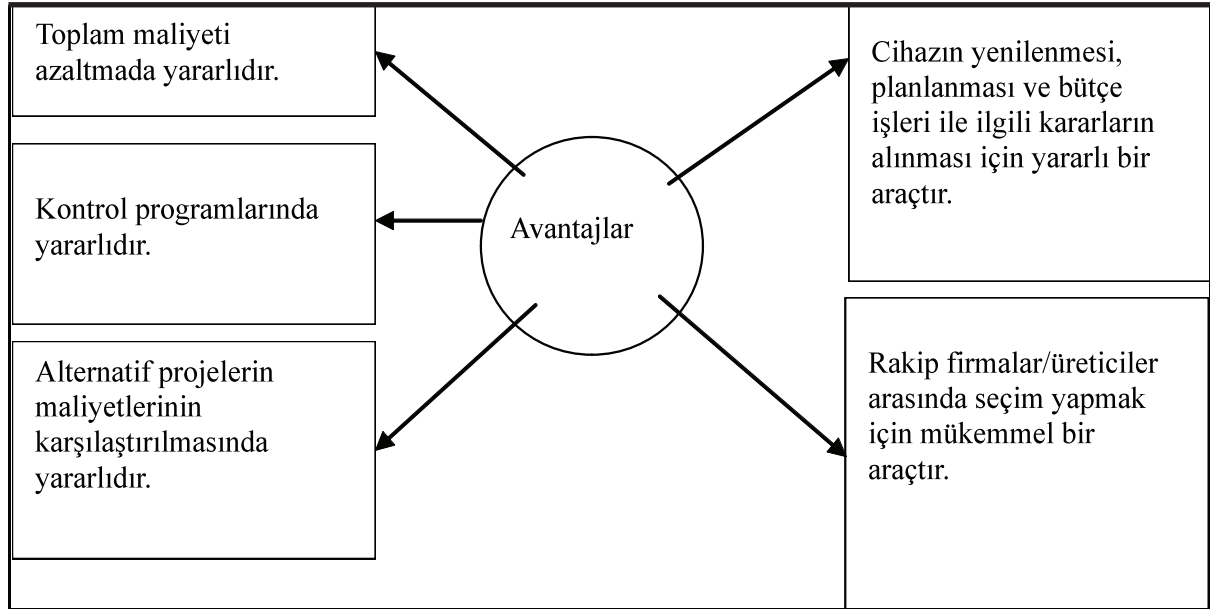 Toplam maliyeti
azaltmada yararlıdır.
Kontrol programlarında
yararlıdır.
Alternatif projelerin
maliyetlerinin
karşılaştırılmasında
yararlıdır.
Avantajlar
Cihazın yenilenmesi,
planlanması ve bütçe
işleri ile ilgili kararların
alınması için yararlı bir
araçtır.
Rakip firmalar/üreticiler
arasında seçim yapmak
için mükemmel bir
araçtır.